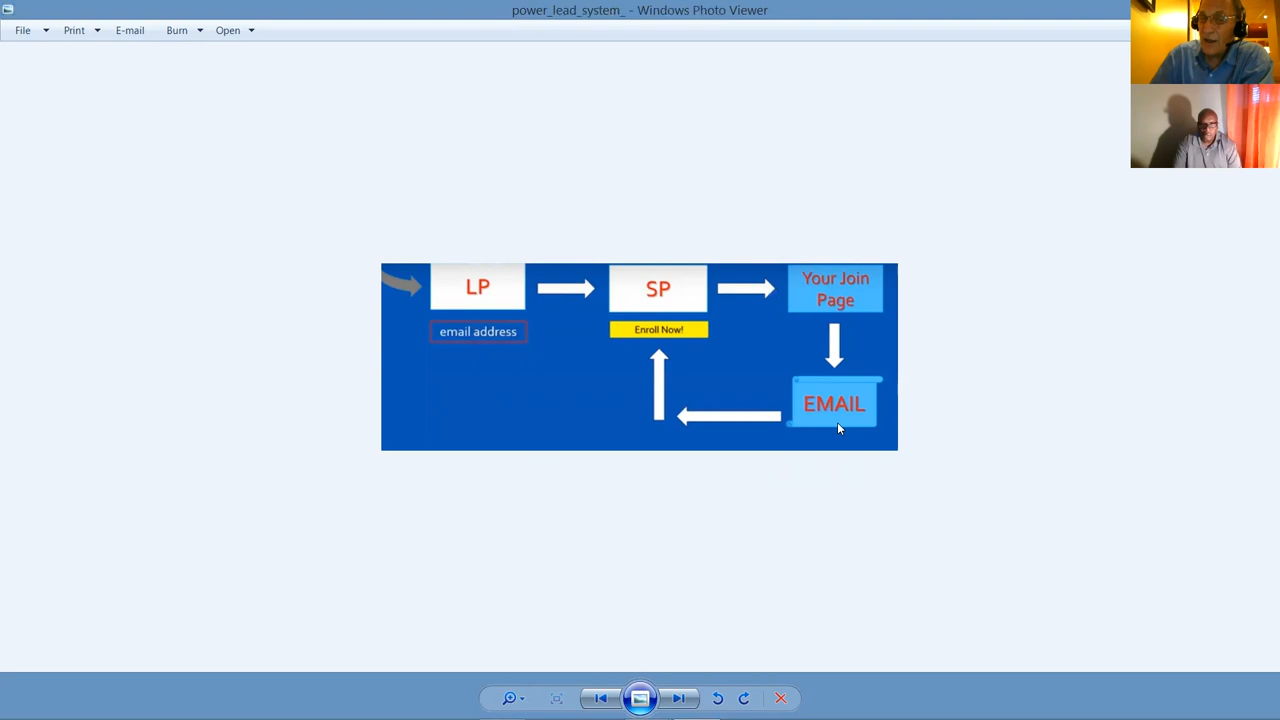 power_lead_system_ - Windows Photo Viewer
File Print E-mail Burn Open
LP
SP
Your Join
Page
email address
Enroll Now!
EMAIL